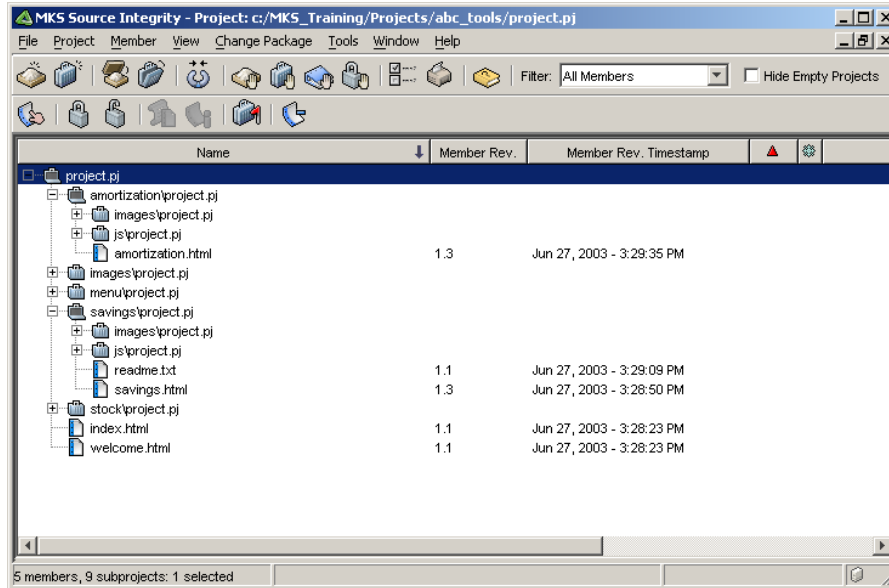 MKS Source Integrity - Project: c:/MKS_Training/Projects/abc_tools/project.pj
File Project Member View Change Package Tools Window Help
Filter: All Members Hide Empty Projects
Name Member Rev. Member Rev. Timestamp
project.pj
amortization\project.pj
images\project.pj
js\project.pj
amortization.html 1.3 Jun 27, 2003 - 3:29:35 PM
images\project.pj
menu\project.pj
savings\project.pj
images\project.pj
js\project.pj
readme.txt 1.1 Jun 27, 2003 - 3:29:09 PM
savings.html 1.3 Jun 27, 2003 - 3:28:50 PM
stock\project.pj
index.html 1.1 Jun 27, 2003 - 3:28:23 PM
welcome.html 1.1 Jun 27, 2003 - 3:28:23 PM
5 members, 9 subprojects: 1 selected